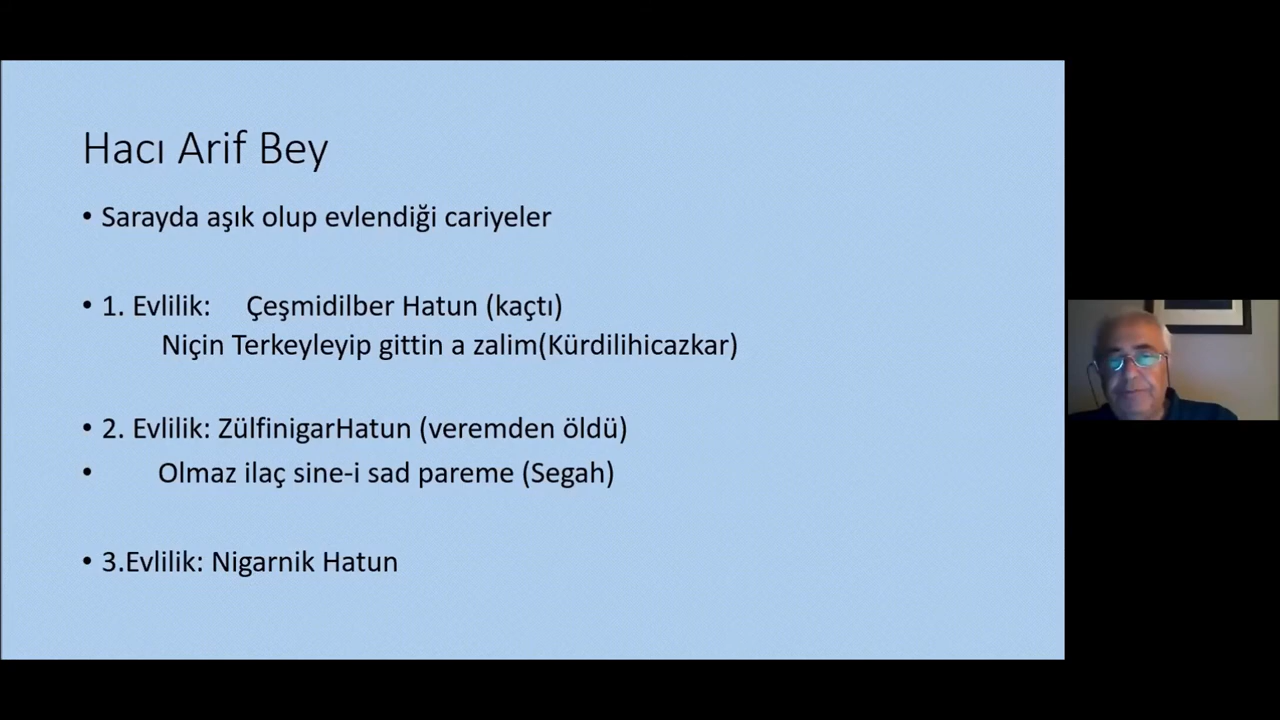 Hacı Arif Bey
• Sarayda aşık olup evlendiği cariyeler
• 1. Evlilik: Çeşmidilber Hatun (kaçtı)
Niçin Terkeyleyip gittin a zalim(Kürdilihicazkar)
• 2. Evlilik: ZülfinigarHatun (veremden öldü)
• Olmaz ilaç sine-i sad pareme (Segah)
• 3.Evlilik: Nigarnik Hatun